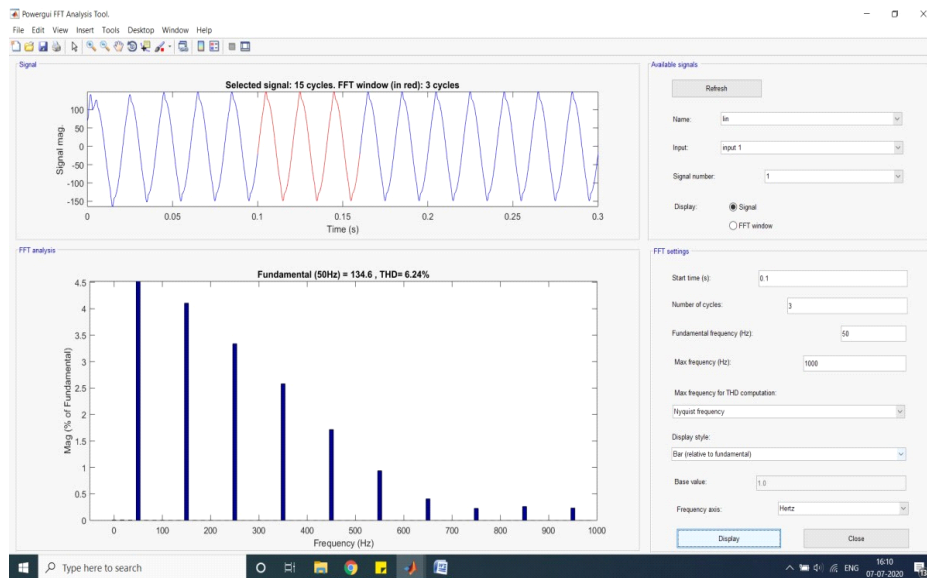 Powergui FFT Analysis Tool.
File Edit View Insert Tools Desktop Window Help
Signal
Selected signal: 15 cycles. FFT window (in red): 3 cycles
Signal mag.
100
50
0
-50
-100
-150
0 0.05 0.1 0.15 0.2 0.25 0.3
Time (s)
FFT analysis
Fundamental (50Hz) = 134.6 , THD= 6.24%
Mag (% of Fundamental)
4.5
4
3.5
3
2.5
2
1.5
1
0.5
0
0 100 200 300 400 500 600 700 800 900 1000
Frequency (Hz)
Available signals
Refresh
Name: Iin
Input: input 1
Signal number: 1
Display: Signal
FFT window
FFT settings
Start time (s): 0.1
Number of cycles: 3
Fundamental frequency (Hz): 50
Max frequency (Hz): 1000
Max frequency for THD computation:
Nyquist frequency
Display style:
Bar (relative to fundamental)
Base value: 1.0
Frequency axis: Hertz
Display Close
Type here to search
ENG
16:10
07-07-2020
13